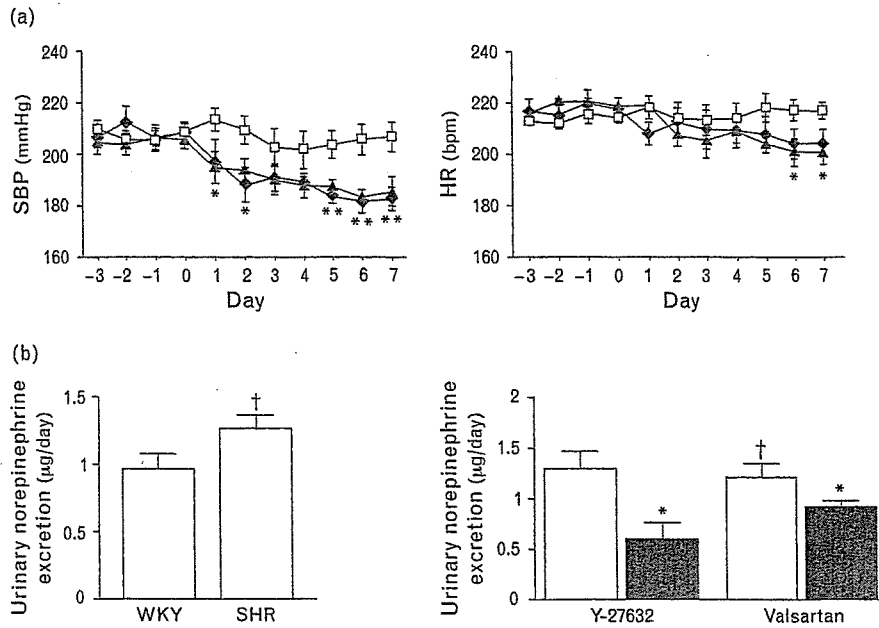 (a)
240
220
200
180
160
SBP (mmHg)
* * ** ** **
-3 -2 -1 0 1 2 3 4 5 6 7
Day
240
220
200
180
160
HR (bpm)
* *
-3 -2 -1 0 1 2 3 4 5 6 7
Day
(b)
Urinary norepinephrine
excretion (μg/day)
1.5
1
0.5
0
†
WKY SHR
Urinary norepinephrine
excretion (μg/day)
2
1.5
1
0.5
0
* † *
Y-27632 Valsartan